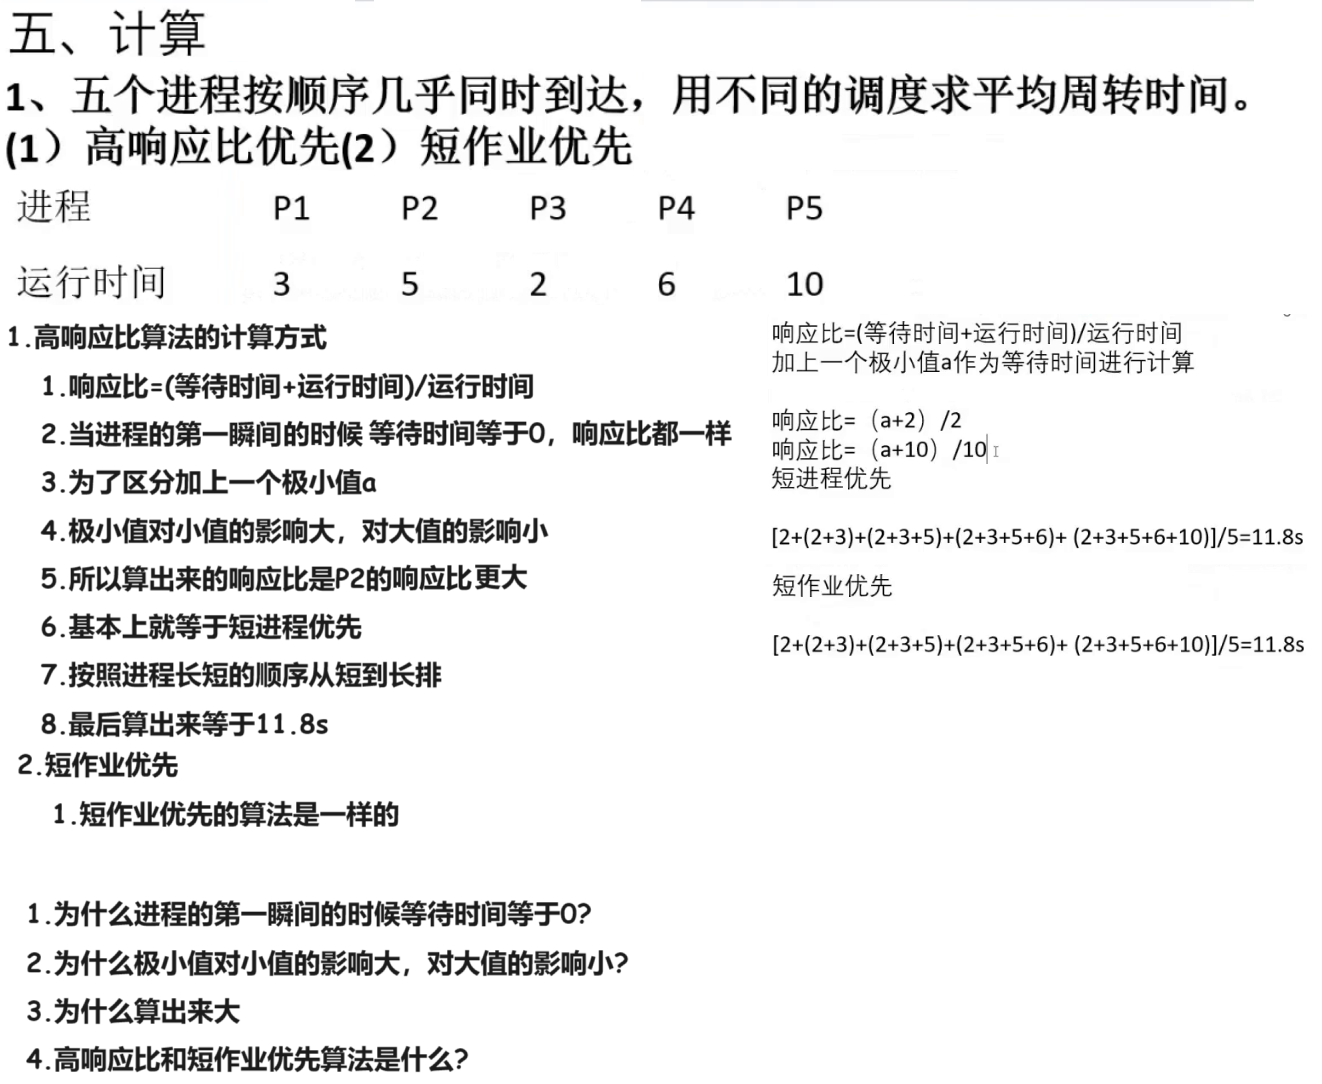 五、计算
1、五个进程按顺序几乎同时到达，用不同的调度求平均周转时间。
(1）高响应比优先(2）短作业优先
进程 P1 P2 P3 P4 P5
运行时间 3 5 2 6 10
1.高响应比算法的计算方式
1.响应比=(等待时间+运行时间)/运行时间
2.当进程的第一瞬间的时候 等待时间等于0，响应比都一样
3.为了区分加上一个极小值a
4.极小值对小值的影响大，对大值的影响小
5.所以算出来的响应比是P2的响应比更大
6.基本上就等于短进程优先
7.按照进程长短的顺序从短到长排
8.最后算出来等于11.8s
2.短作业优先
1.短作业优先的算法是一样的
响应比=(等待时间+运行时间)/运行时间
加上一个极小值a作为等待时间进行计算
响应比=（a+2）/2
响应比=（a+10）/10
短进程优先
[2+(2+3)+(2+3+5)+(2+3+5+6)+ (2+3+5+6+10)]/5=11.8s
短作业优先
[2+(2+3)+(2+3+5)+(2+3+5+6)+ (2+3+5+6+10)]/5=11.8s
1.为什么进程的第一瞬间的时候等待时间等于0?
2.为什么极小值对小值的影响大，对大值的影响小?
3.为什么算出来大
4.高响应比和短作业优先算法是什么?